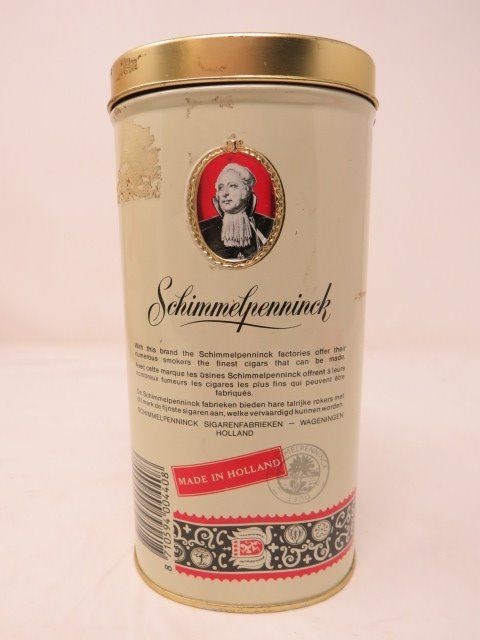 Schimmelpenninck
With this brand the Schimmelpenninck factories offer their
numerous smokers the finest cigars that can be made.
Avec cette marque les usines Schimmelpenninck offrent à leurs
nombreux fumeurs les cigares les plus fins qui peuvent être
fabriqués.
De Schimmelpenninck fabrieken bieden hare talrijke rokers met
dit merk de fijnste sigaren aan, welke vervaardigd kunnen worden.
SCHIMMELPENNINCK SIGARENFABRIEKEN — WAGENINGEN
HOLLAND
MADE IN HOLLAND
8 710594 004408